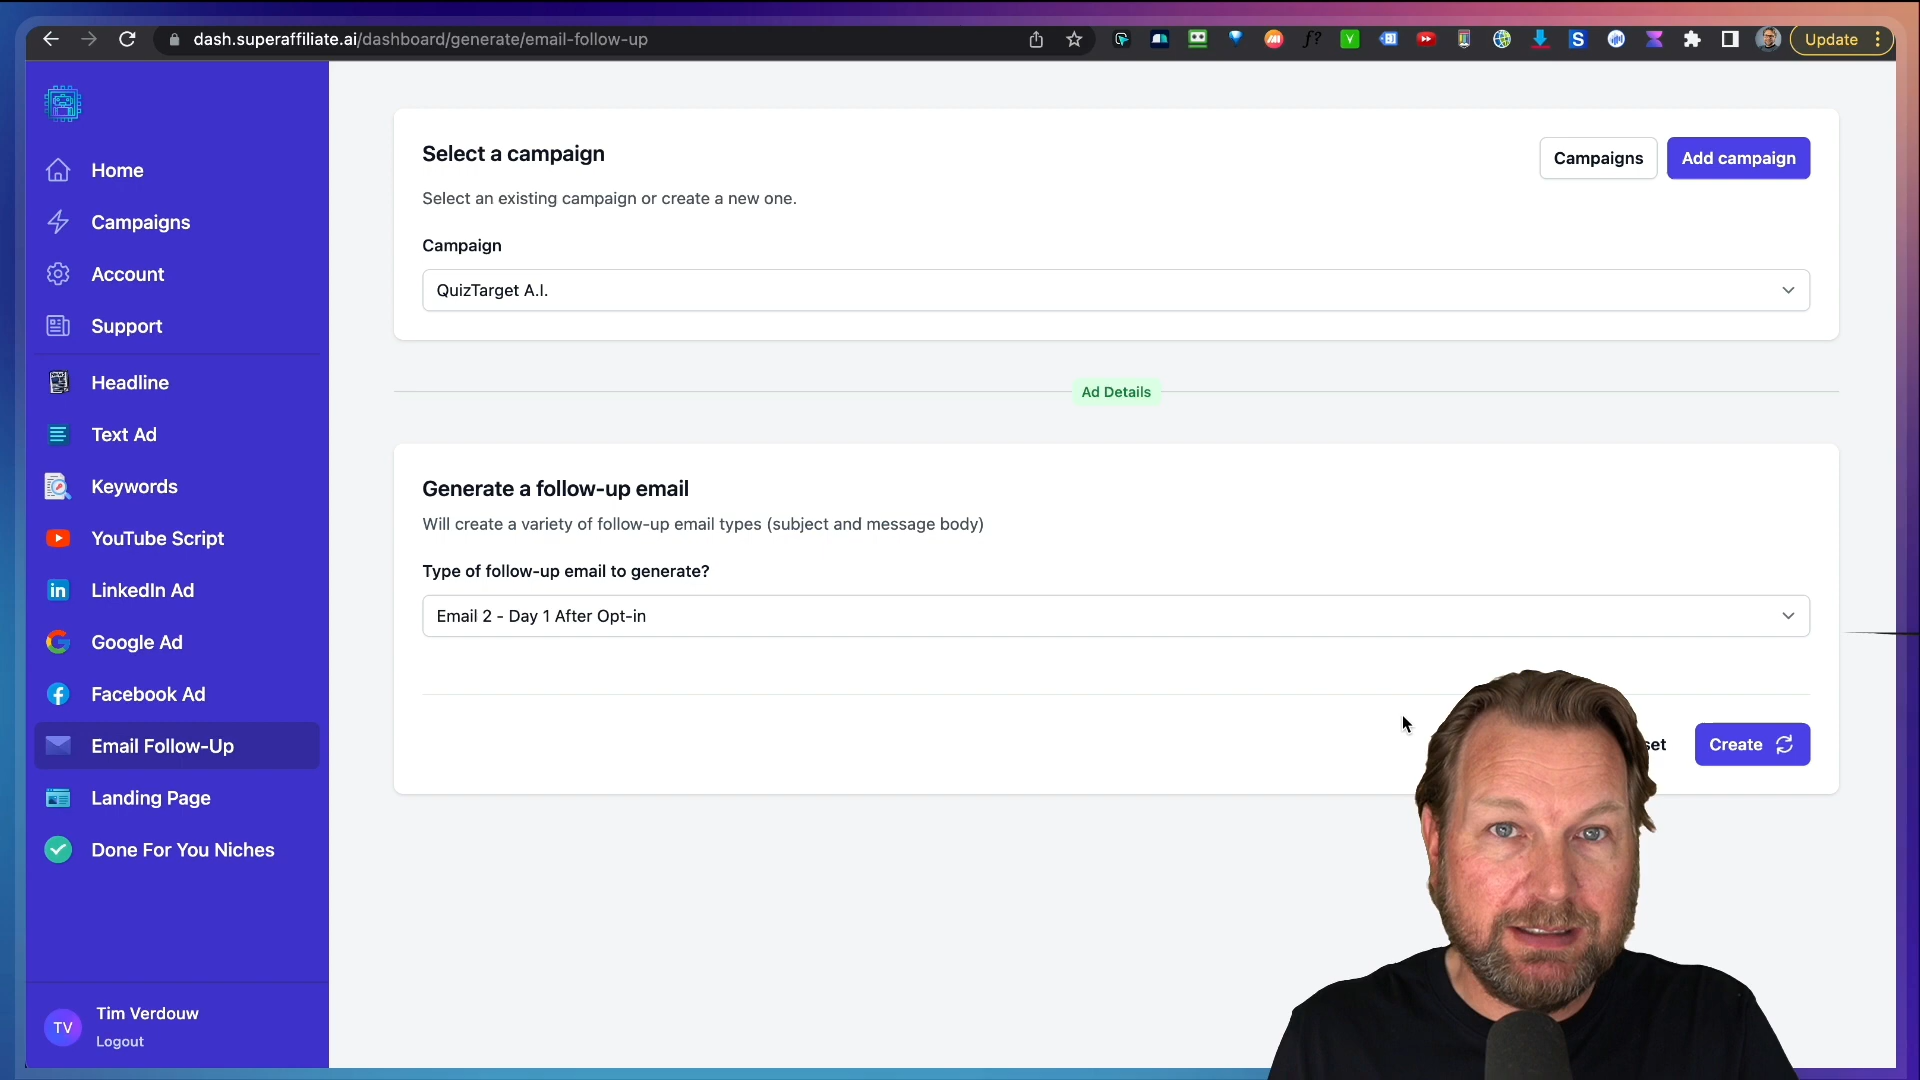 dash.superaffiliate.ai/dashboard/generate/email-follow-up
Update
Home
Campaigns
Account
Support
Headline
Text Ad
Keywords
YouTube Script
LinkedIn Ad
Google Ad
Facebook Ad
Email Follow-Up
Landing Page
Done For You Niches
TV
Tim Verdouw
Logout
Select a campaign
Campaigns
Add campaign
Select an existing campaign or create a new one.
Campaign
QuizTarget A.I.
Ad Details
Generate a follow-up email
Will create a variety of follow-up email types (subject and message body)
Type of follow-up email to generate?
Email 2 - Day 1 After Opt-in
Create